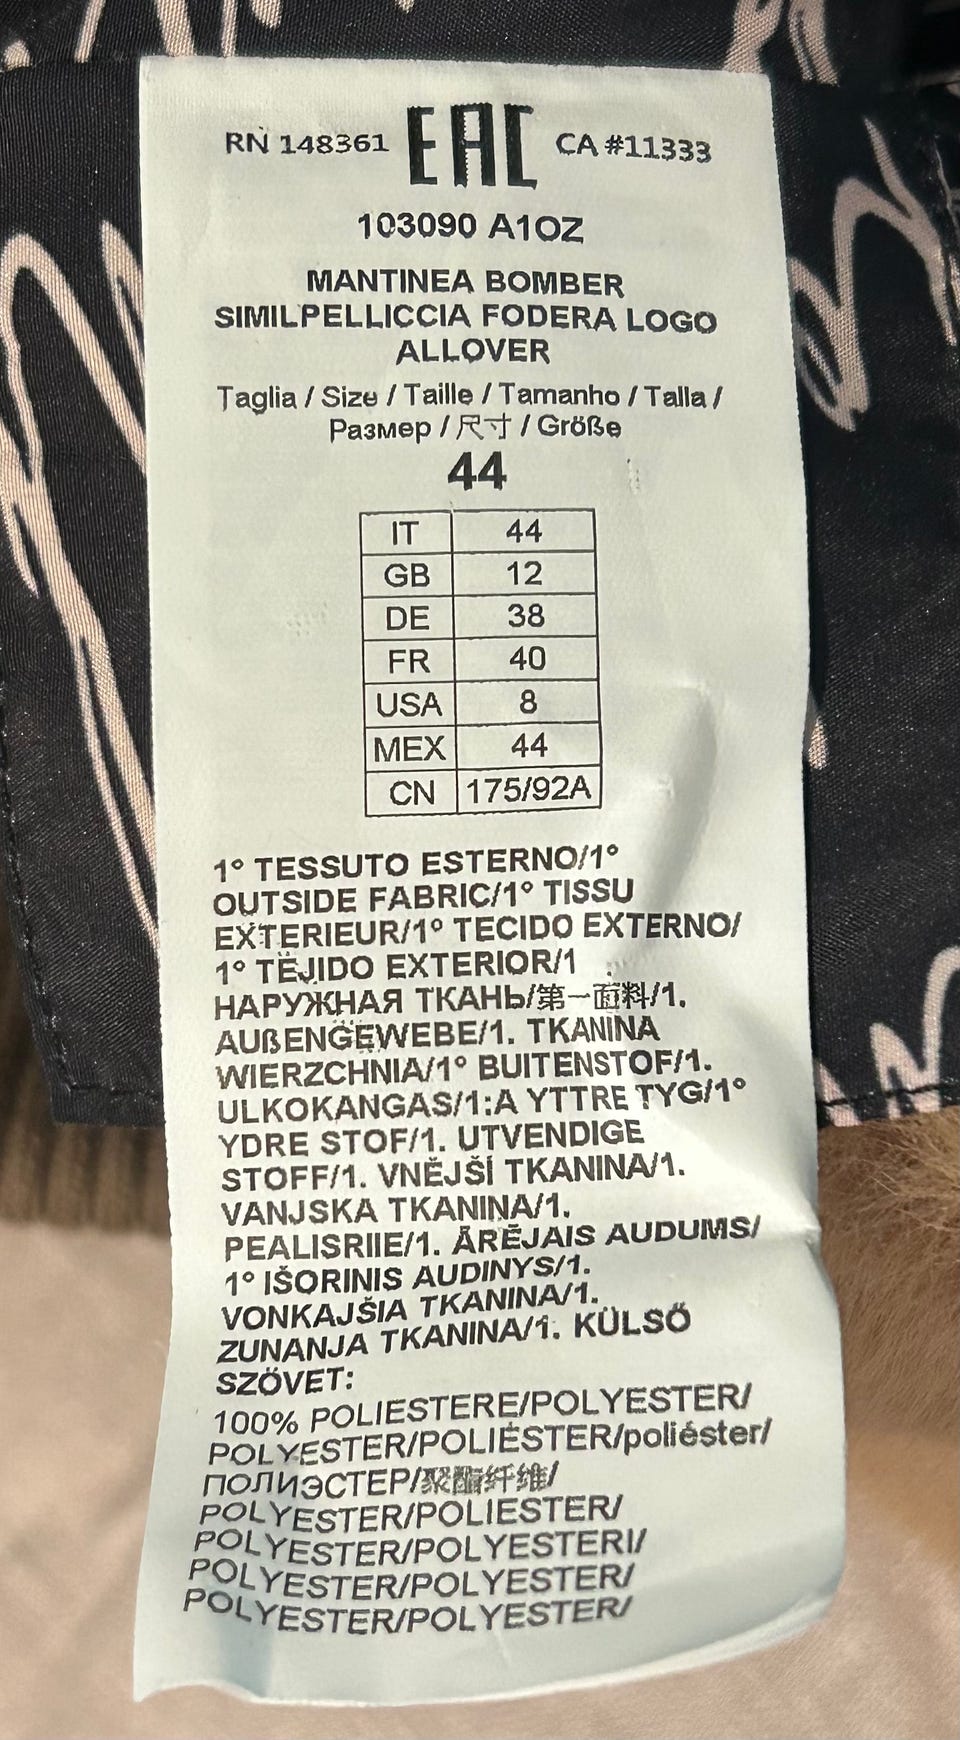 RN 148361 EAC CA #11333
103090 A1OZ
MANTINEA BOMBER
SIMILPELLICCIA FODERA LOGO
ALLOVER
Taglia / Size / Taille / Tamanho / Talla /
Размер / 尺寸 / Größe
44
IT 44
GB 12
DE 38
FR 40
USA 8
MEX 44
CN 175/92A
1° TESSUTO ESTERNO/1°
OUTSIDE FABRIC/1° TISSU
EXTERIEUR/1° TECIDO EXTERNO/
1° TEJIDO EXTERIOR/1
НАРУЖНАЯ ТКАНЬ/第一面料/1.
AUßENGEWEBE/1. TKANINA
WIERZCHNIA/1° BUITENSTOF/1.
ULKOKANGAS/1:A YTTRE TYG/1°
YDRE STOF/1. UTVENDIGE
STOFF/1. VNĚJŠÍ TKANINA/1.
VANJSKA TKANINA/1.
PEALISRIIE/1. ĀRĒJAIS AUDUMS/
1° IŠORINIS AUDINYS/1.
VONKAJŠIA TKANINA/1.
ZUNANJA TKANINA/1. KÜLSŐ
SZÖVET:
100% POLIESTERE/POLYESTER/
POLYESTER/POLIÉSTER/poliéster/
ПОЛИЭСТЕР/聚酯纤维/
POLYESTER/POLIESTER/
POLYESTER/POLYESTERI/
POLYESTER/POLYESTER/
POLYESTER/POLYESTER/